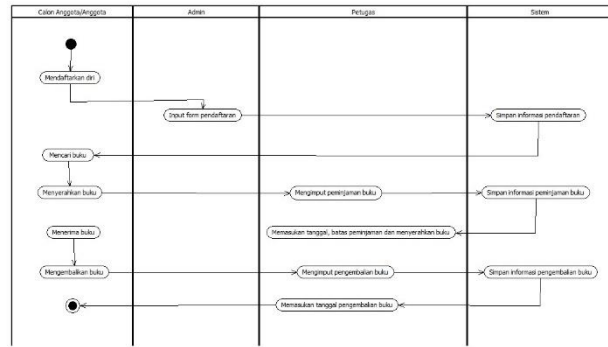 Calon Anggota/Anggota
Admin
Petugas
Sistem
Mendaftarkan diri
Input form pendaftaran
Simpan informasi pendaftaran
Mencari buku
Menyerahkan buku
Menginput peminjaman buku
Simpan informasi peminjaman buku
Menerima buku
Memasukan tanggal, batas peminjaman dan menyerahkan buku
Mengembalikan buku
Menginput pengembalian buku
Simpan informasi pengembalian buku
Memasukan tanggal pengembalian buku